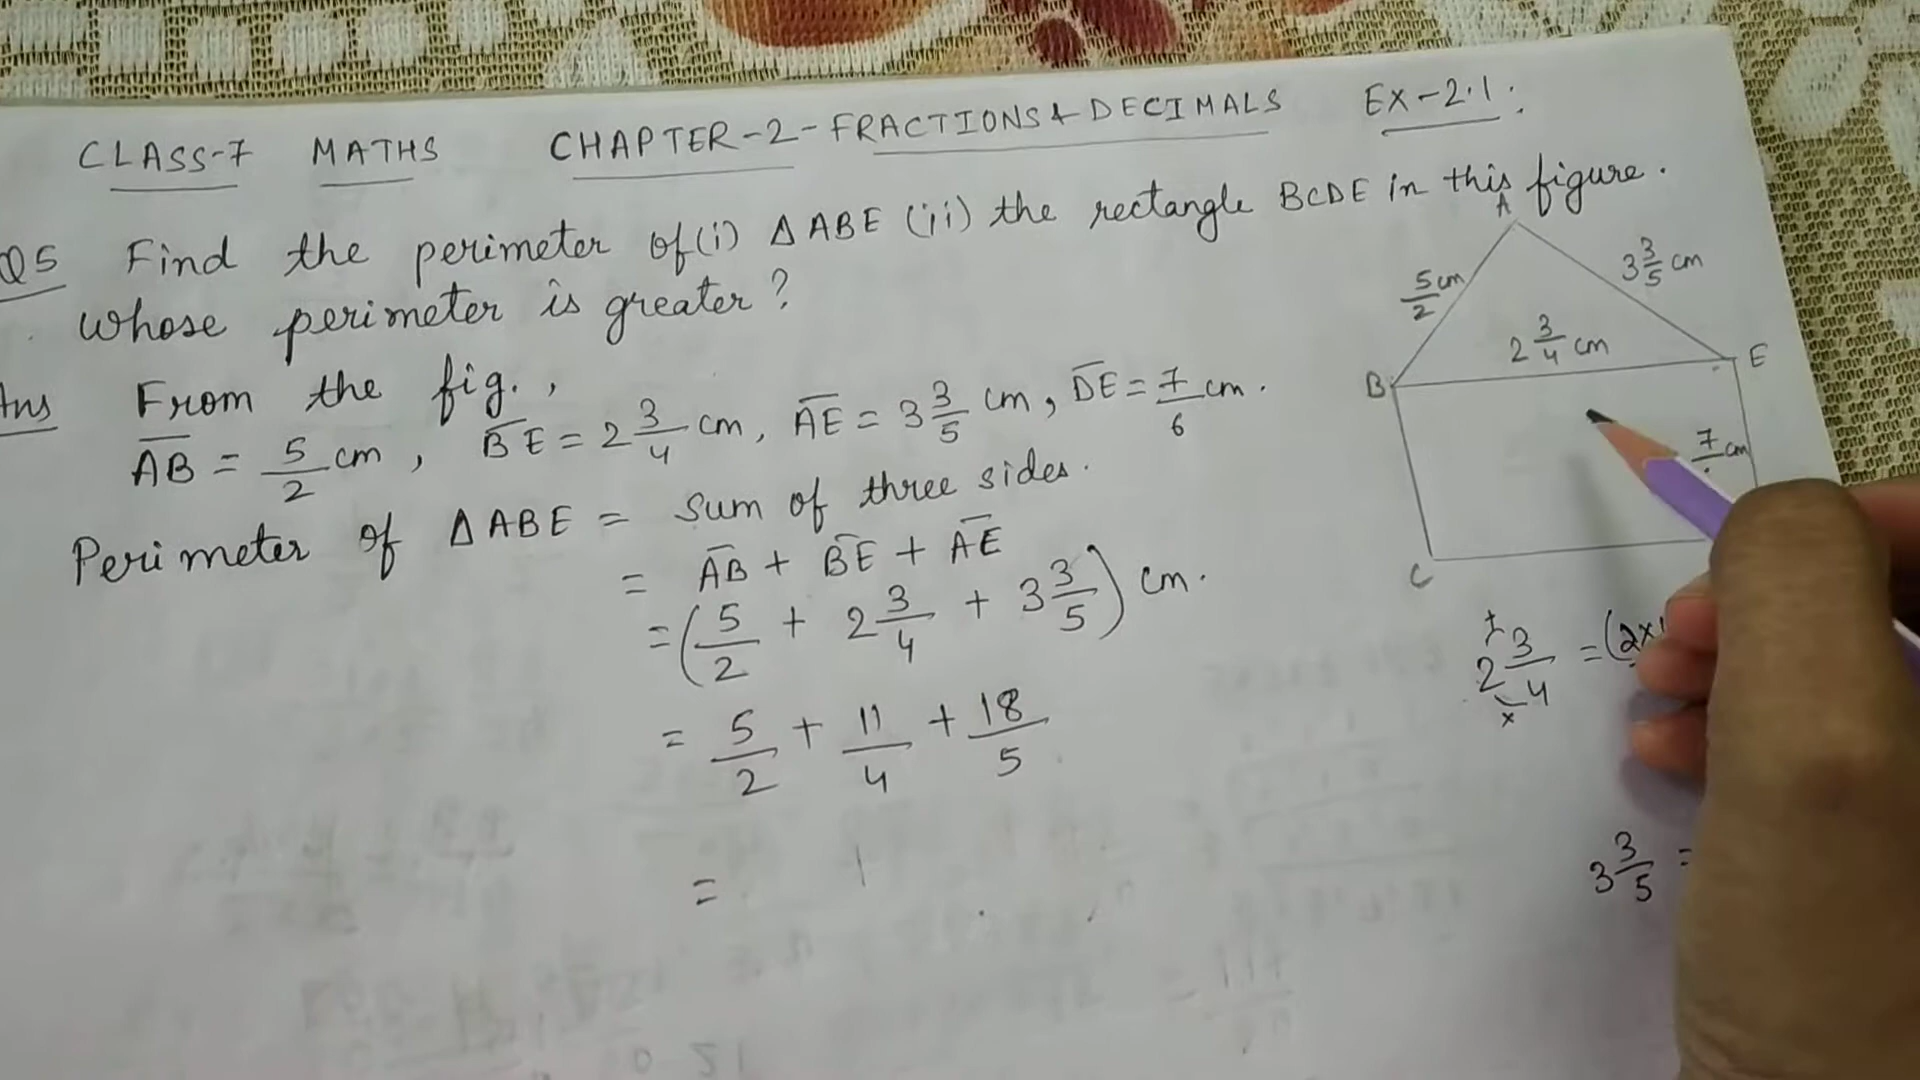 CLASS-7 MATHS CHAPTER-2-FRACTIONS & DECIMALS EX-2.1.
Q5 Find the perimeter of (i) △ABE (ii) the rectangle BCDE in this figure.
Whose perimeter is greater?
Ans From the fig.,
AB = 5/2 cm, BE = 2 3/4 cm, AE = 3 3/5 cm, DE = 7/6 cm.
Perimeter of △ABE = sum of three sides.
= AB + BE + AE
= (5/2 + 2 3/4 + 3 3/5) cm.
= 5/2 + 11/4 + 18/5
=
A
5/2 cm
3 3/5 cm
2 3/4 cm
B
E
7 cm
C
+
2 3/4 = (2x
x
3 3/5 =